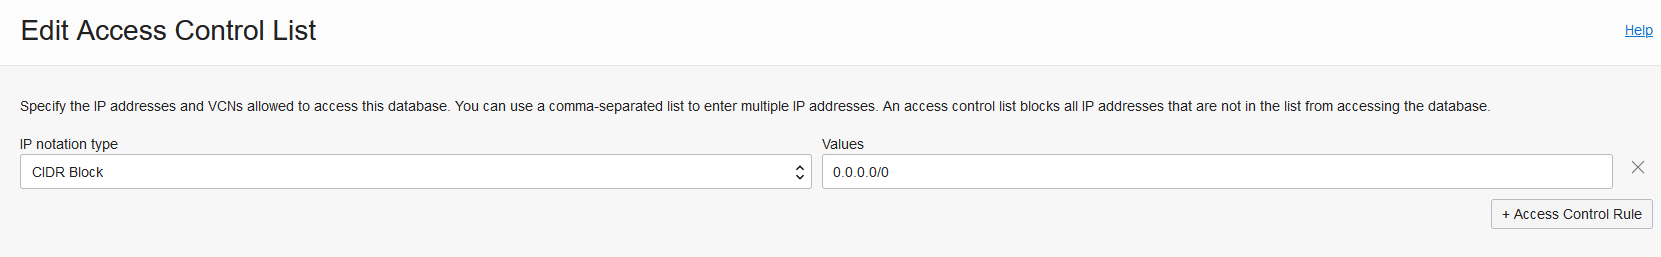 Edit Access Control List
Help
Specify the IP addresses and VCNs allowed to access this database. You can use a comma-separated list to enter multiple IP addresses. An access control list blocks all IP addresses that are not in the list from accessing the database.
IP notation type
Values
CIDR Block
0.0.0.0/0
+ Access Control Rule